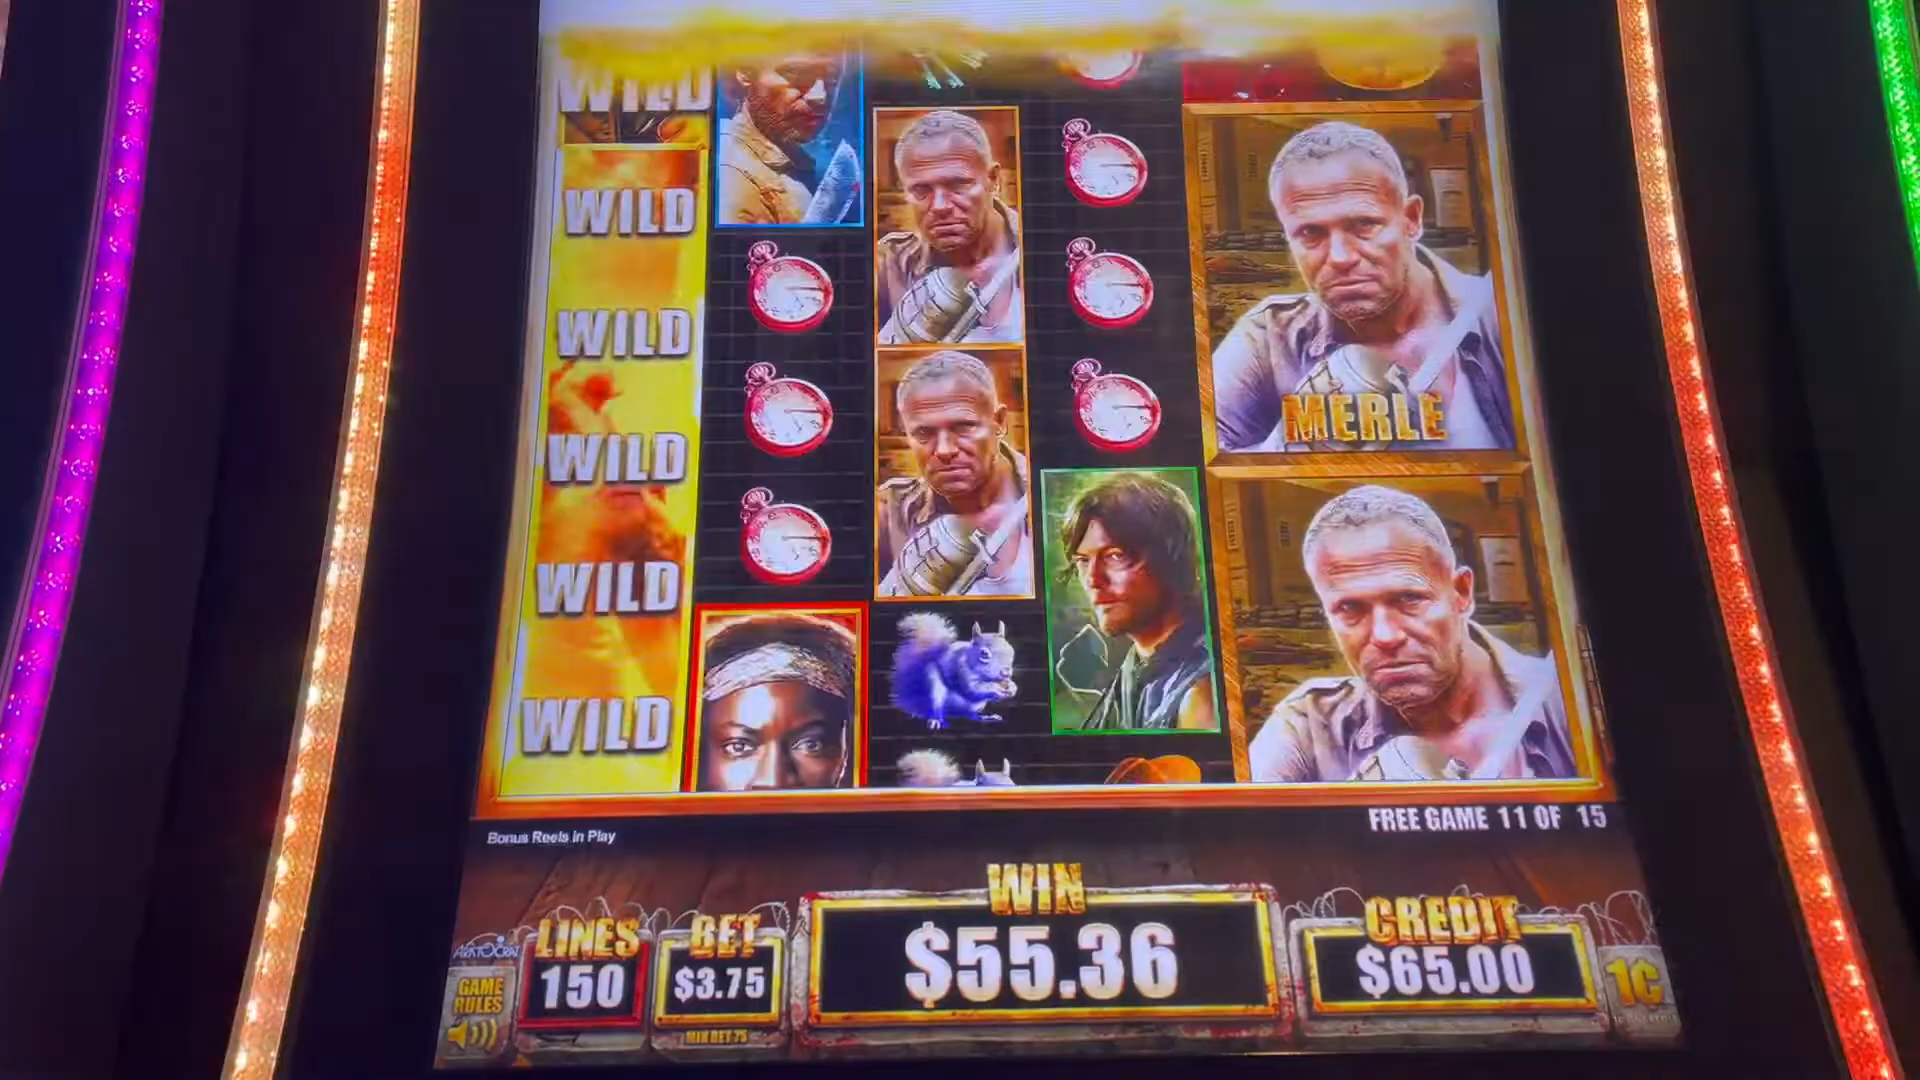 WILD
WILD
WILD
WILD
WILD
WILD
MERLE
Bonus Reels in Play
FREE GAME 11 OF 15
ARISTOCRAT
GAME RULES
LINES
150
BET
$3.75
MIN BET 75
WIN
$55.36
CREDIT
$65.00
1¢